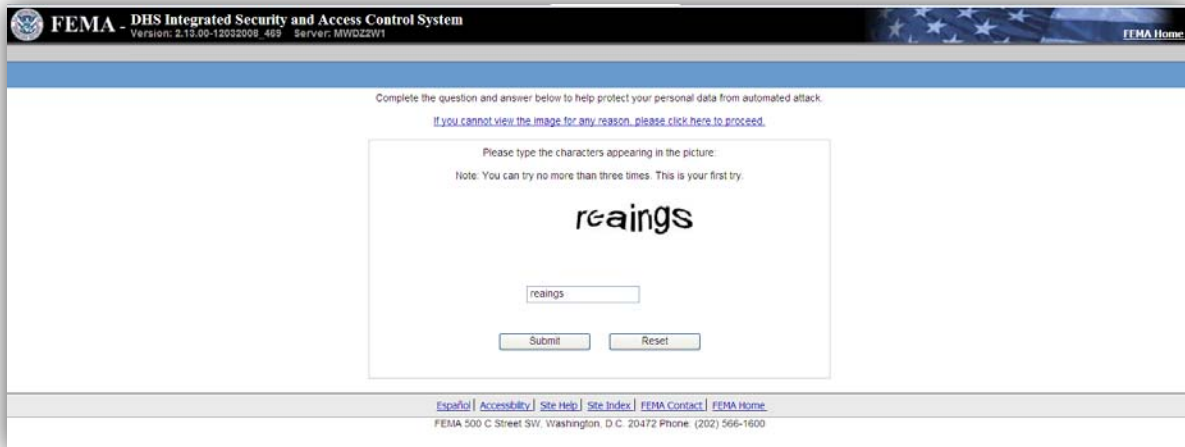 FEMA - DHS Integrated Security and Access Control System
Version: 2.13.00-12032008_469 Server: MWDZ2W1
FEMA Home
Complete the question and answer below to help protect your personal data from automated attack.
If you cannot view the image for any reason, please click here to proceed.
Please type the characters appearing in the picture:
Note: You can try no more than three times. This is your first try.
reaings
reaings
Submit Reset
Español | Accessibility | Site Help | Site Index | FEMA Contact | FEMA Home
FEMA 500 C Street SW, Washington, D.C. 20472 Phone: (202) 566-1600